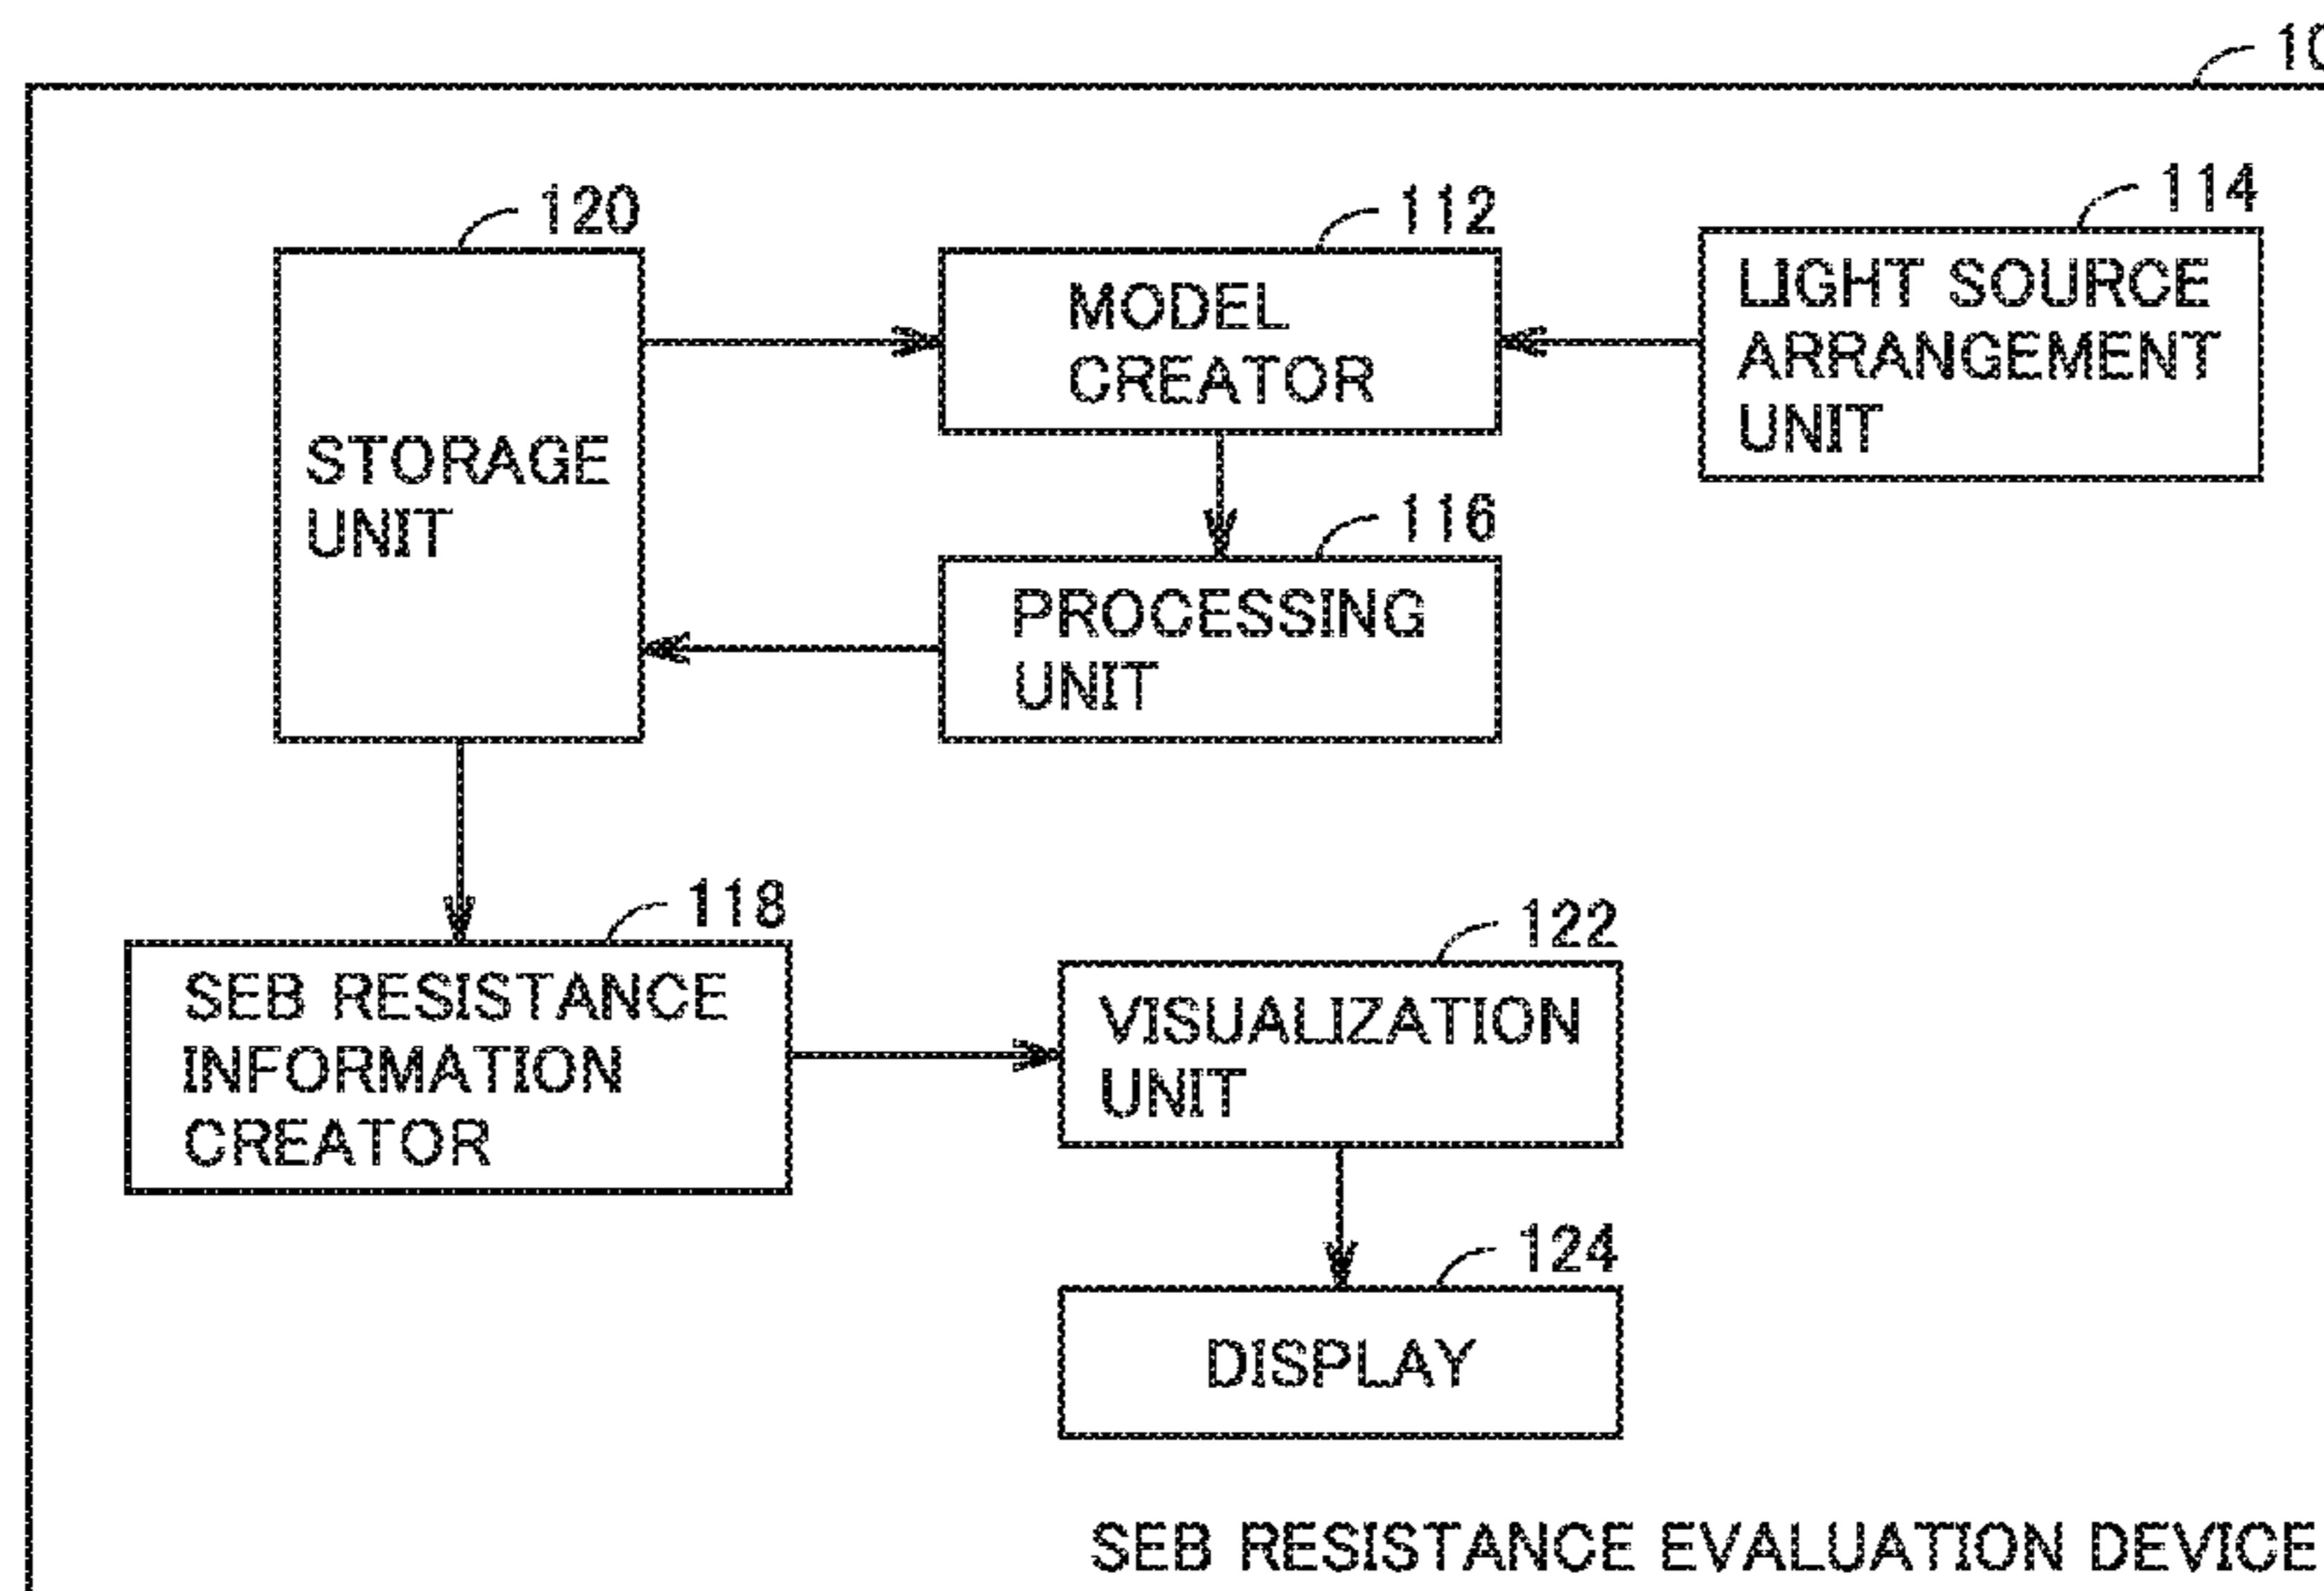 120
112
114
STORAGE
UNIT
MODEL
CREATOR
LIGHT SOURCE
ARRANGEMENT
UNIT
116
PROCESSING
UNIT
118
SEB RESISTANCE
INFORMATION
CREATOR
122
VISUALIZATION
UNIT
124
DISPLAY
SEB RESISTANCE EVALUATION DEVICE